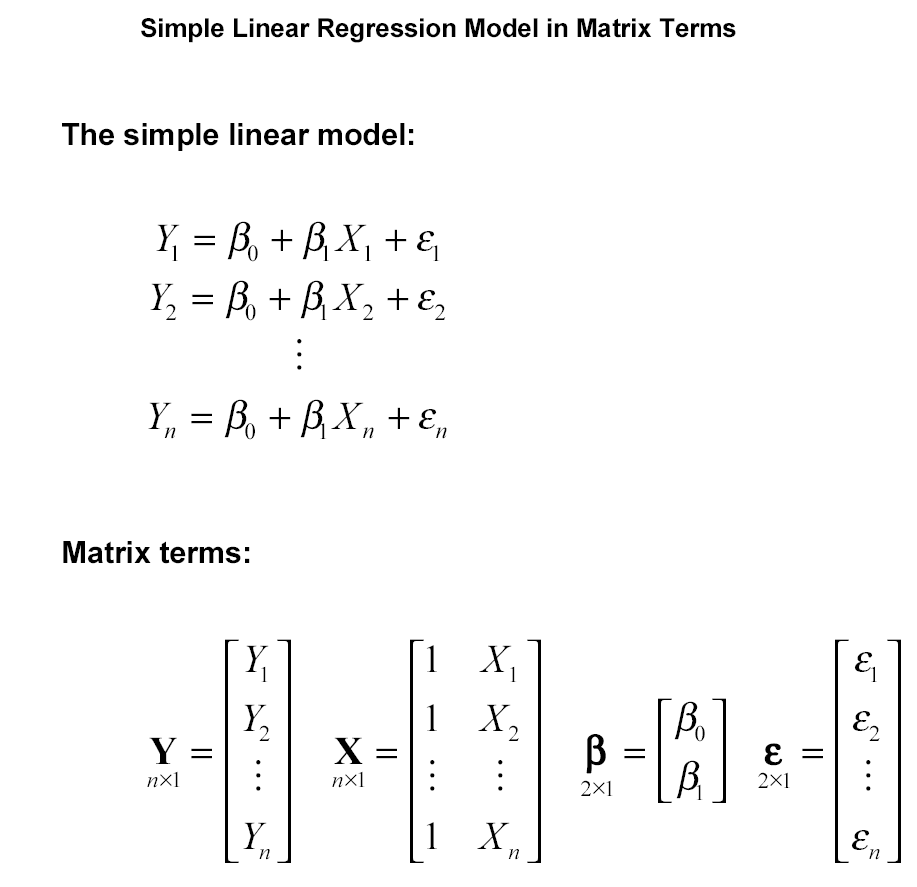 Simple Linear Regression Model in Matrix Terms
The simple linear model:
Y₁ = β₀ + β₁X₁ + ε₁
Y₂ = β₀ + β₁X₂ + ε₂
⋮
Yₙ = β₀ + β₁Xₙ + εₙ
Matrix terms:
Y n×1 = [Y₁ Y₂ ⋮ Yₙ] X n×1 = [1 X₁ 1 X₂ ⋮ ⋮ 1 Xₙ] β 2×1 = [β₀ β₁] ε 2×1 = [ε₁ ε₂ ⋮ εₙ]